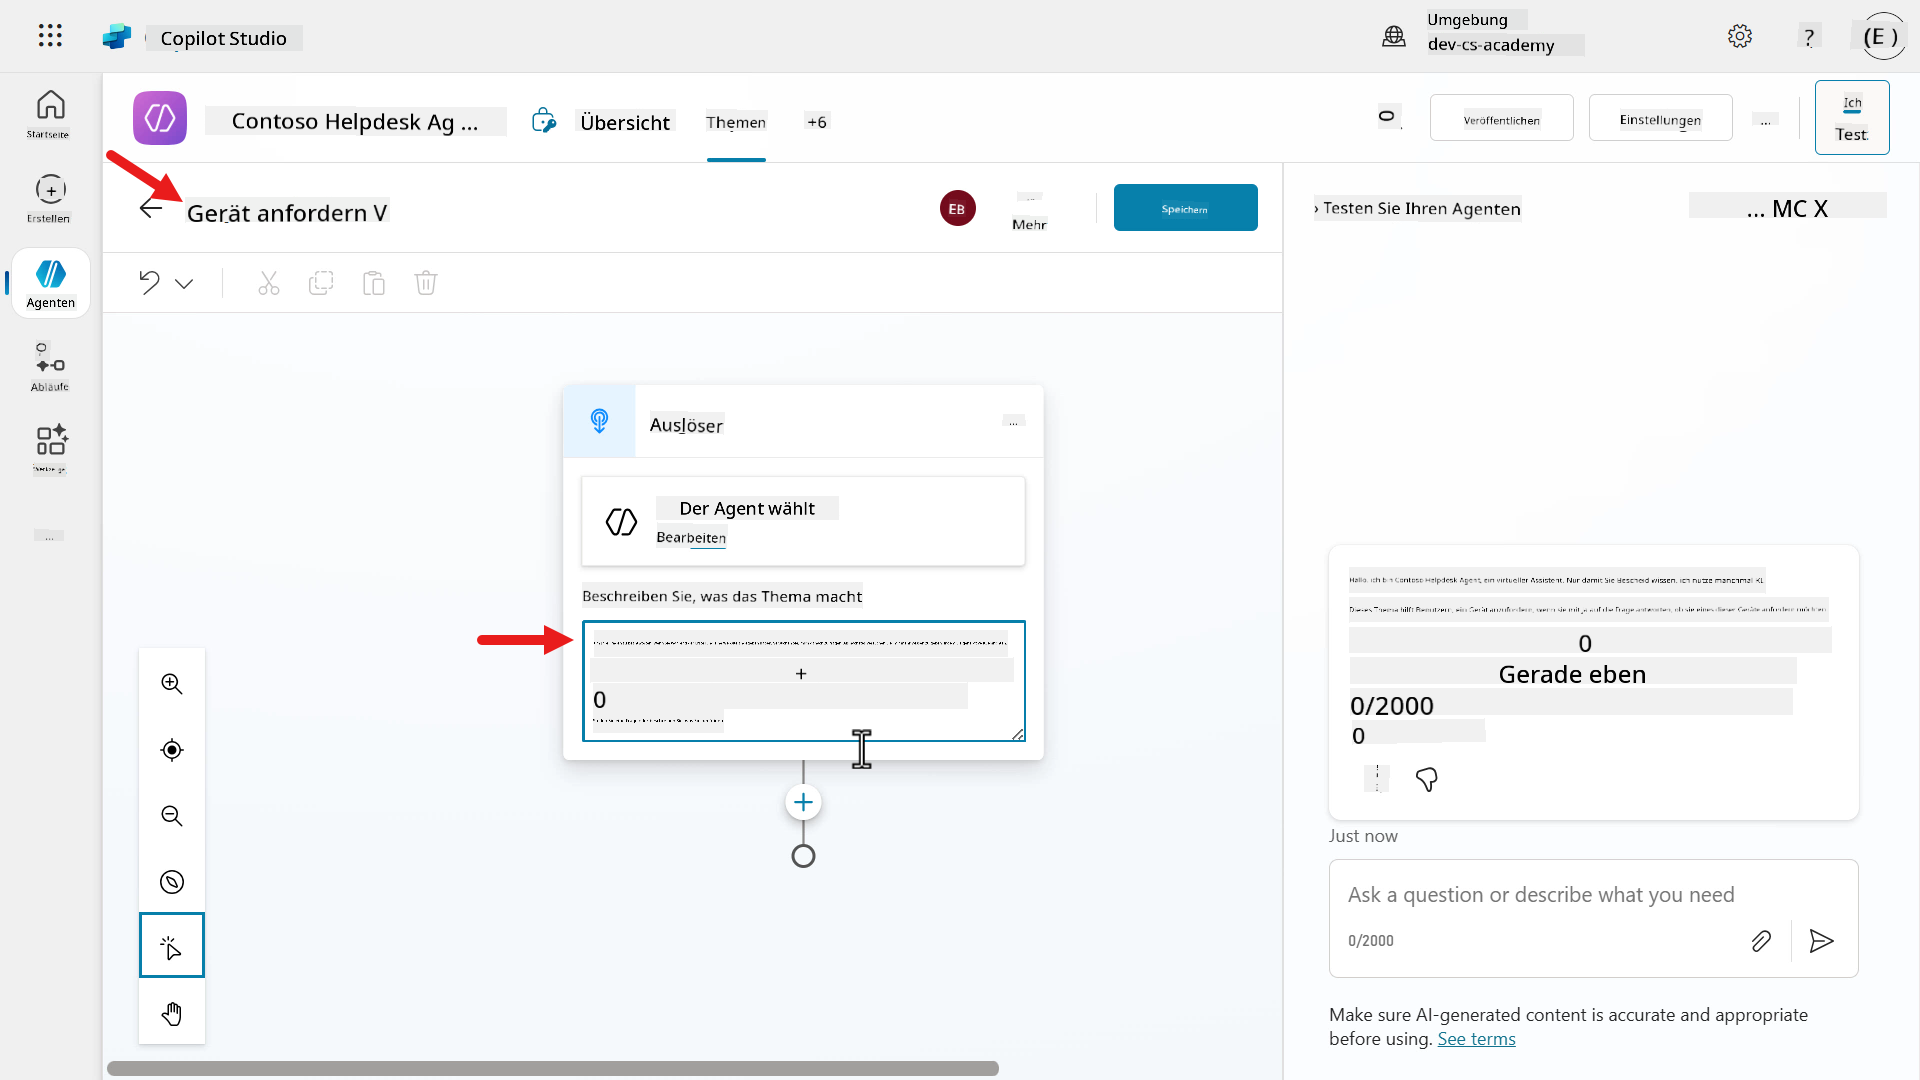 Copilot Studio
Umgebung
dev-cs-academy
?
(E )
Startseite
Erstellen
Agenten
Abläufe
...
Contoso Helpdesk Ag ...
Übersicht
Themen
+6
Veröffentlichen
Einstellungen
...
Ich
Test
Gerät anfordern V
EB
Mehr
Speichern
Auslöser
...
Der Agent wählt
Bearbeiten
Beschreiben Sie, was das Thema macht
+
0
› Testen Sie Ihren Agenten
... MC X
Hallo, ich bin Contoso Helpdesk Agent, ein virtueller Assistent. Nur damit Sie Bescheid wissen, ich nutze manchmal KI.
Dieses Thema hilft Benutzern, ein Gerät anzufordern, wenn sie mit ja auf die Frage antworten, ob sie eines dieser Geräte anfordern möchten
0
Gerade eben
0/2000
0
Just now
Ask a question or describe what you need
0/2000
Make sure AI-generated content is accurate and appropriate
before using. See terms